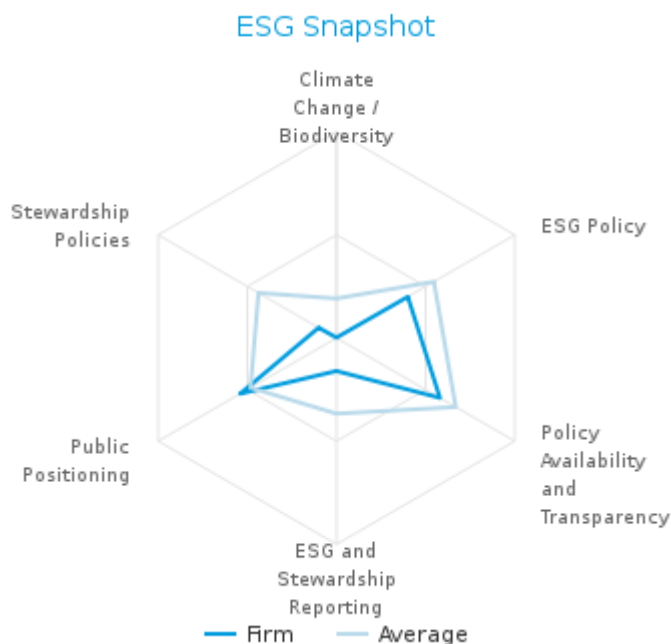 ESG Snapshot
Climate
Change /
Biodiversity
Stewardship
Policies
ESG Policy
Public
Positioning
Policy
Availability
and
Transparency
ESG and
Stewardship
Reporting
Firm
Average